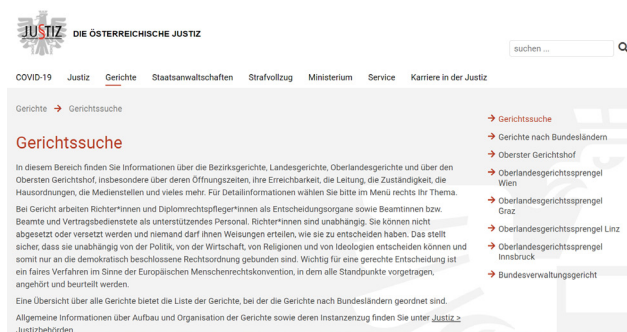 JUSTIZ
DIE ÖSTERREICHISCHE JUSTIZ
suchen ...
COVID-19 Justiz Gerichte Staatsanwaltschaften Strafvollzug Ministerium Service Karriere in der Justiz
Gerichte → Gerichtssuche
Gerichtssuche
In diesem Bereich finden Sie Informationen über die Bezirksgerichte, Landesgerichte, Oberlandesgerichte und über den
Obersten Gerichtshof, insbesondere über deren Öffnungszeiten, ihre Erreichbarkeit, die Leitung, die Zuständigkeit, die
Hausordnungen, die Medienstellen und vieles mehr. Für Detailinformationen wählen Sie bitte im Menü rechts Ihr Thema.
Bei Gericht arbeiten Richter*innen und Diplomrechtspfleger*innen als Entscheidungsorgane sowie Beamtinnen bzw.
Beamte und Vertragsbedienstete als unterstützendes Personal. Richter*innen sind unabhängig. Sie können nicht
abgesetzt oder versetzt werden und niemand darf ihnen Weisungen erteilen, wie sie zu entscheiden haben. Das stellt
sicher, dass sie unabhängig von der Politik, von der Wirtschaft, von Religionen und von Ideologien entscheiden können und
somit nur an die demokratisch beschlossene Rechtsordnung gebunden sind. Wichtig für eine gerechte Entscheidung ist
ein faires Verfahren im Sinne der Europäischen Menschenrechtskonvention, in dem alle Standpunkte vorgetragen,
angehört und beurteilt werden.
Eine Übersicht über alle Gerichte bietet die Liste der Gerichte, bei der die Gerichte nach Bundesländern geordnet sind.
Allgemeine Informationen über Aufbau und Organisation der Gerichte sowie deren Instanzenzug finden Sie unter Justiz >
Justizbehörden
→ Gerichtssuche
→ Gerichte nach Bundesländern
→ Oberster Gerichtshof
→ Oberlandesgerichtssprengel
Wien
→ Oberlandesgerichtssprengel
Graz
→ Oberlandesgerichtssprengel Linz
→ Oberlandesgerichtssprengel
Innsbruck
→ Bundesverwaltungsgericht